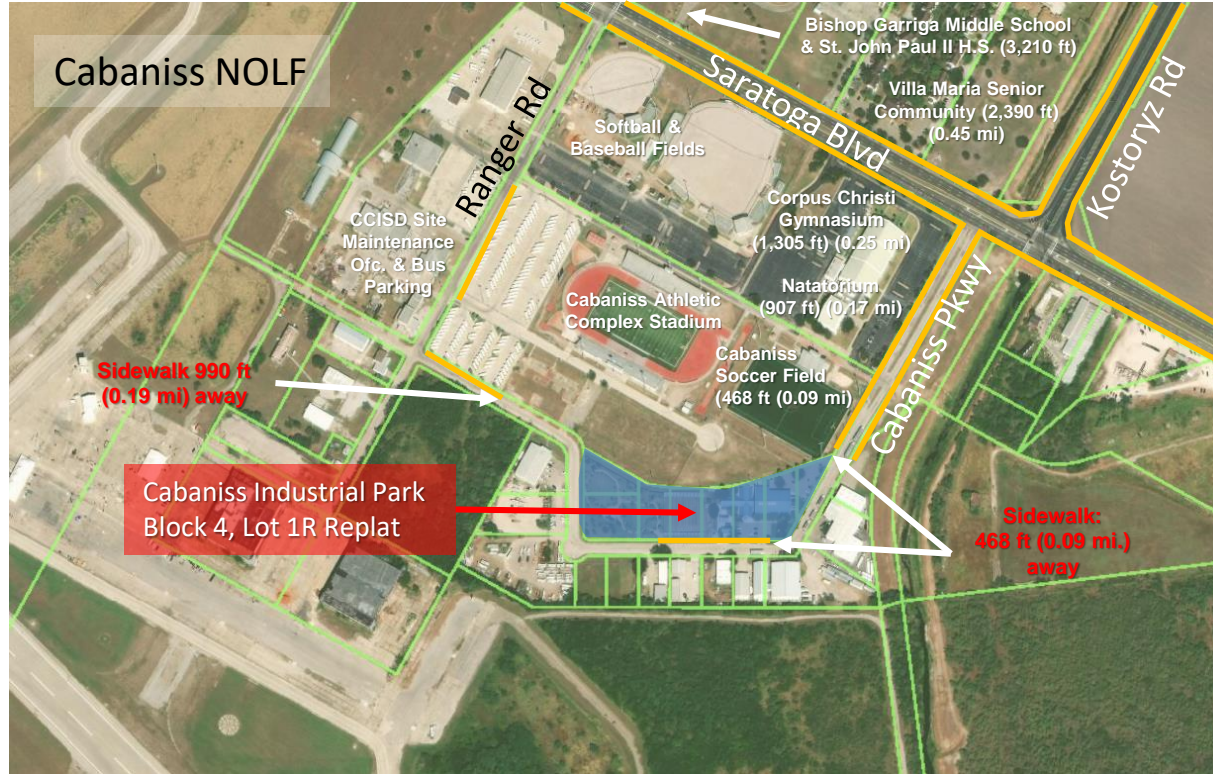 Cabaniss NOLF
Bishop Garriga Middle School
& St. John Paul II H.S. (3,210 ft)
Saratoga Blvd
Villa Maria Senior
Community (2,390 ft)
(0.45 mi)
Kostoryz Rd
Ranger Rd
Softball &
Baseball Fields
Corpus Christi
Gymnasium
(1,305 ft) (0.25 mi)
CCISD Site
Maintenance
Ofc. & Bus
Parking
Natatorium
(907 ft) (0.17 mi)
Cabaniss Athletic
Complex Stadium
Cabaniss Pkwy
Cabaniss
Soccer Field
(468 ft (0.09 mi)
Sidewalk 990 ft
(0.19 mi) away
Cabaniss Industrial Park
Block 4, Lot 1R Replat
Sidewalk:
468 ft (0.09 mi.)
away